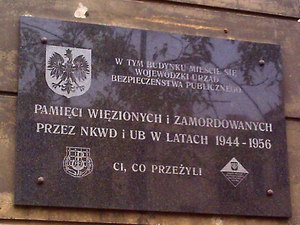 W TYM BUDYNKU MIEŚCIŁ SIĘ
WOJEWÓDZKI URZĄD
BEZPIECZEŃSTWA PUBLICZNEGO
PAMIĘCI WIĘZIONYCH i ZAMORDOWANYCH
PRZEZ NKWD i UB W LATACH 1944-1956
CI, CO PRZEŻYLI